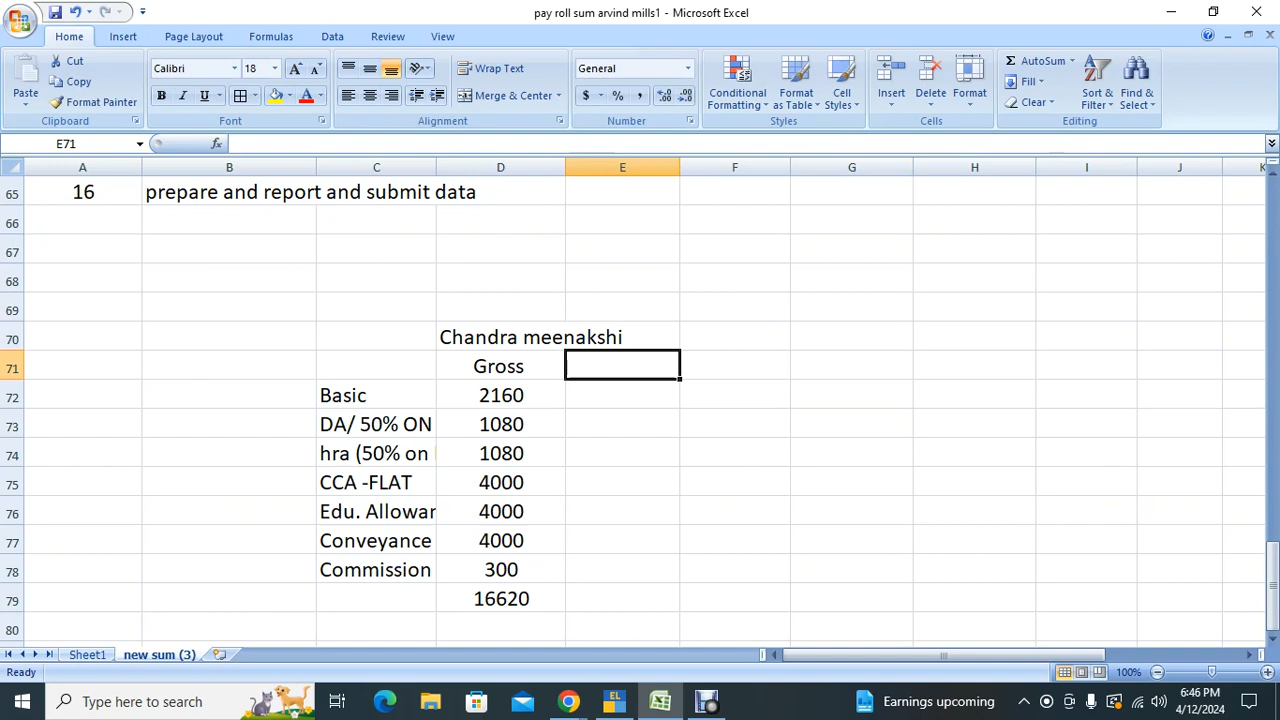 pay roll sum arvind mills1 - Microsoft Excel
Home Insert Page Layout Formulas Data Review View
Paste Cut Copy Format Painter Clipboard
Calibri 18 A A B I U A Font
Wrap Text Merge & Center Alignment
General $ % , Number
Conditional Formatting Format as Table Cell Styles Styles
Insert Delete Format Cells
Σ AutoSum Fill Clear Sort & Filter Find & Select Editing
E71 fx
A B C D E F G H I J K
65 16 prepare and report and submit data
66
67
68
69
70 Chandra meenakshi
71 Gross
72 Basic 2160
73 DA/ 50% ON 1080
74 hra (50% on 1080
75 CCA -FLAT 4000
76 Edu. Allowar 4000
77 Conveyance 4000
78 Commission 300
79 16620
80
Sheet1 new sum (3)
Ready 100%
Type here to search EL Earnings upcoming 6:46 PM
4/12/2024